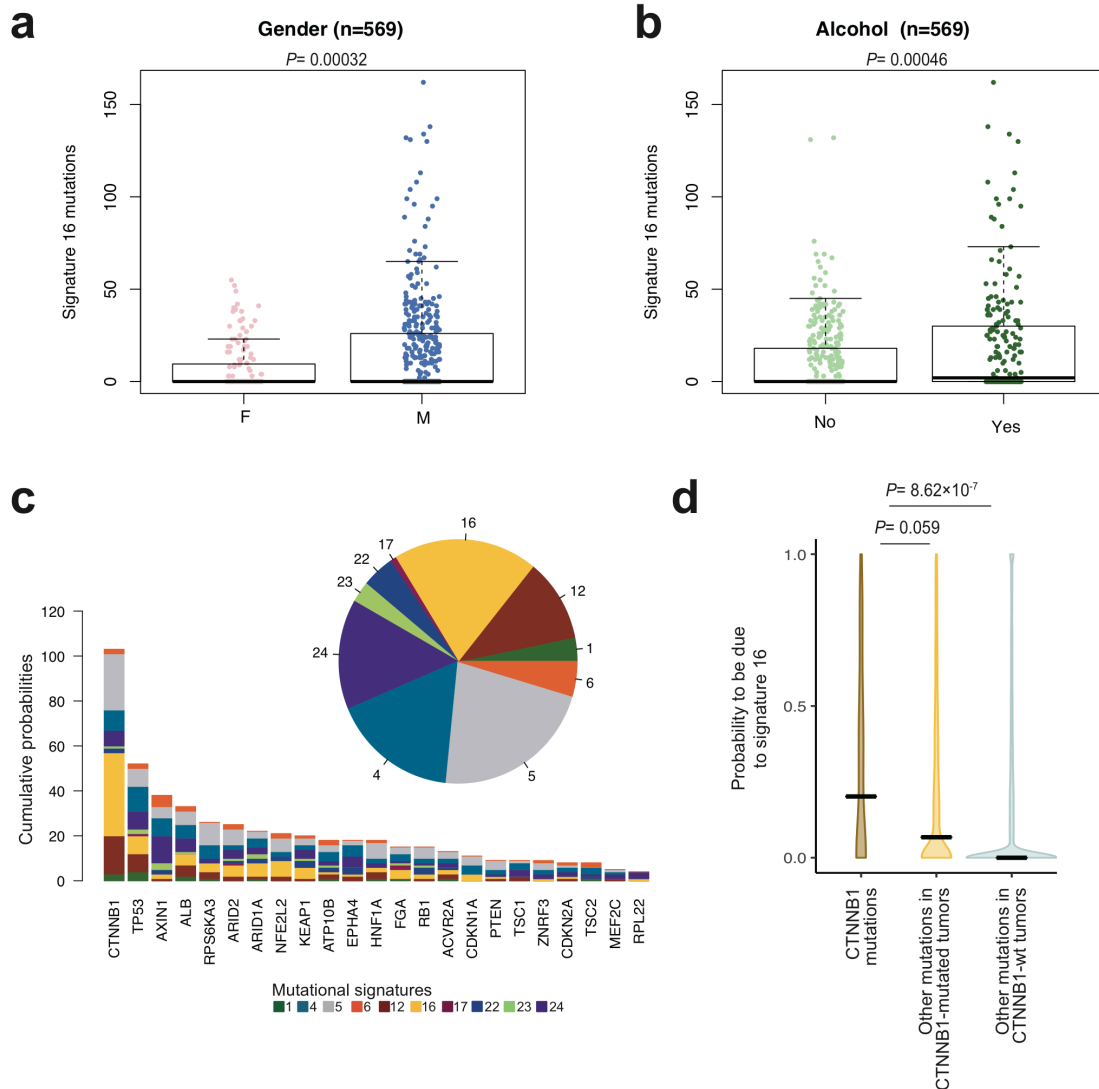 a
Gender (n=569)
P= 0.00032
Signature 16 mutations
150
100
50
0
F
M
b
Alcohol (n=569)
P= 0.00046
Signature 16 mutations
150
100
50
0
No
Yes
c
Cumulative probabilities
120
100
80
60
40
20
0
16
17
22
23
24
4
5
6
1
12
CTNNB1
TP53
AXIN1
ALB
RPS6KA3
ARID2
ARID1A
NFE2L2
KEAP1
ATP10B
EPHA4
HNF1A
FGA
RB1
ACVR2A
CDKN1A
PTEN
TSC1
ZNRF3
CDKN2A
TSC2
MEF2C
RPL22
Mutational signatures
1 4 5 6 12 16 17 22 23 24
d
P= 8.62×10⁻⁷
P= 0.059
Probability to be due
to signature 16
1.0
0.5
0.0
CTNNB1
mutations
Other mutations in
CTNNB1-mutated tumors
Other mutations in
CTNNB1-wt tumors